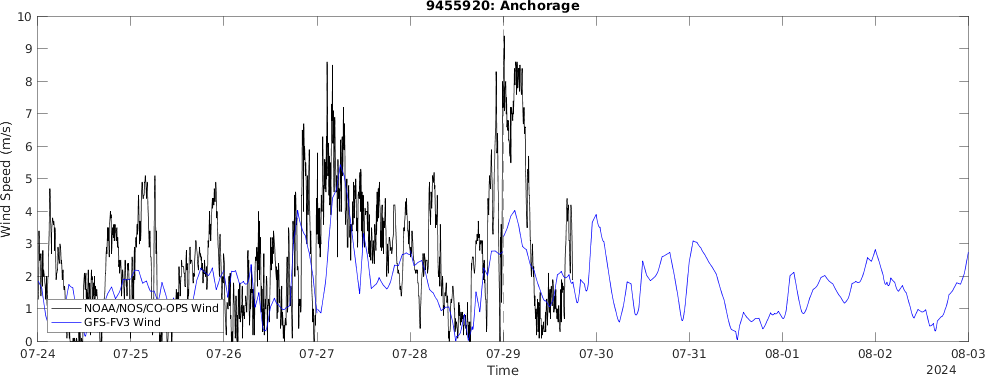 9455920: Anchorage
Wind Speed (m/s)
10
9
8
7
6
5
4
3
2
1
0
NOAA/NOS/CO-OPS Wind
GFS-FV3 Wind
07-24 07-25 07-26 07-27 07-28 07-29 07-30 07-31 08-01 08-02 08-03
Time
2024